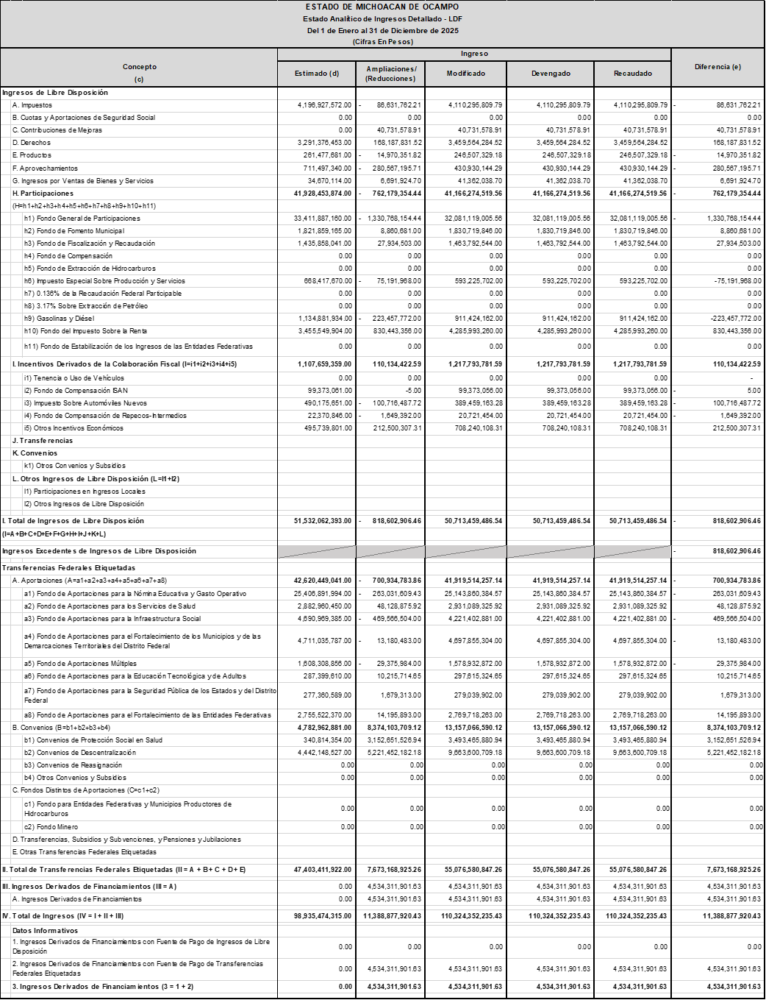 ESTADO DE MICHOACAN DE OCAMPO
Estado Analítico de Ingresos Detallado - LDF
Del 1 de Enero al 31 de Diciembre de 2025
(Cifras En Pesos)
Ingreso
Concepto (c) Estimado (d) Ampliaciones/ (Reducciones) Modificado Devengado Recaudado Diferencia (e)
Ingresos de Libre Disposición
A. Impuestos 4,196,927,572.00 - 86,631,762.21 4,110,295,809.79 4,110,295,809.79 4,110,295,809.79 - 86,631,762.21
B. Cuotas y Aportaciones de Seguridad Social 0.00 0.00 0.00 0.00 0.00 0.00
C. Contribuciones de Mejoras 0.00 40,731,578.91 40,731,578.91 40,731,578.91 40,731,578.91 40,731,578.91
D. Derechos 3,291,376,453.00 168,187,831.52 3,459,564,284.52 3,459,564,284.52 3,459,564,284.52 168,187,831.52
E. Productos 261,477,681.00 - 14,970,351.82 246,507,329.18 246,507,329.18 246,507,329.18 - 14,970,351.82
F. Aprovechamientos 711,497,340.00 - 280,567,195.71 430,930,144.29 430,930,144.29 430,930,144.29 - 280,567,195.71
G. Ingresos por Ventas de Bienes y Servicios 34,670,114.00 6,691,924.70 41,362,038.70 41,362,038.70 41,362,038.70 6,691,924.70
H. Participaciones 41,928,453,874.00 - 762,179,354.44 41,166,274,519.56 41,166,274,519.56 41,166,274,519.56 - 762,179,354.44
(H=h1+h2+h3+h4+h5+h6+h7+h8+h9+h10+h11)
h1) Fondo General de Participaciones 33,411,887,160.00 - 1,330,768,154.44 32,081,119,005.56 32,081,119,005.56 32,081,119,005.56 - 1,330,768,154.44
h2) Fondo de Fomento Municipal 1,821,859,165.00 8,860,681.00 1,830,719,846.00 1,830,719,846.00 1,830,719,846.00 8,860,681.00
h3) Fondo de Fiscalización y Recaudación 1,435,858,041.00 27,934,503.00 1,463,792,544.00 1,463,792,544.00 1,463,792,544.00 27,934,503.00
h4) Fondo de Compensación 0.00 0.00 0.00 0.00 0.00 0.00
h5) Fondo de Extracción de Hidrocarburos 0.00 0.00 0.00 0.00 0.00 0.00
h6) Impuesto Especial Sobre Producción y Servicios 668,417,670.00 - 75,191,968.00 593,225,702.00 593,225,702.00 593,225,702.00 -75,191,968.00
h7) 0.136% de la Recaudación Federal Participable 0.00 0.00 0.00 0.00 0.00 0.00
h8) 3.17% Sobre Extracción de Petróleo 0.00 0.00 0.00 0.00 0.00 0.00
h9) Gasolinas y Diésel 1,134,881,934.00 - 223,457,772.00 911,424,162.00 911,424,162.00 911,424,162.00 -223,457,772.00
h10) Fondo del Impuesto Sobre la Renta 3,455,549,904.00 830,443,356.00 4,285,993,260.00 4,285,993,260.00 4,285,993,260.00 830,443,356.00
h11) Fondo de Estabilización de los Ingresos de las Entidades Federativas 0.00 0.00 0.00 0.00 0.00 0.00
I. Incentivos Derivados de la Colaboración Fiscal (I=i1+i2+i3+i4+i5) 1,107,659,359.00 110,134,422.59 1,217,793,781.59 1,217,793,781.59 1,217,793,781.59 110,134,422.59
i1) Tenencia o Uso de Vehículos 0.00 0.00 0.00 0.00 0.00 -
i2) Fondo de Compensación ISAN 99,373,061.00 -5.00 99,373,056.00 99,373,056.00 99,373,056.00 - 5.00
i3) Impuesto Sobre Automóviles Nuevos 490,175,651.00 - 100,716,487.72 389,459,163.28 389,459,163.28 389,459,163.28 - 100,716,487.72
i4) Fondo de Compensación de Repecos-Intermedios 22,370,846.00 - 1,649,392.00 20,721,454.00 20,721,454.00 20,721,454.00 - 1,649,392.00
i5) Otros Incentivos Económicos 495,739,801.00 212,500,307.31 708,240,108.31 708,240,108.31 708,240,108.31 212,500,307.31
J. Transferencias
K. Convenios
k1) Otros Convenios y Subsidios
L. Otros Ingresos de Libre Disposición (L=l1+l2)
l1) Participaciones en Ingresos Locales
l2) Otros Ingresos de Libre Disposición
I. Total de Ingresos de Libre Disposición 51,532,062,393.00 - 818,602,906.46 50,713,459,486.54 50,713,459,486.54 50,713,459,486.54 - 818,602,906.46
(I=A+B+C+D+E+F+G+H+I+J+K+L)
Ingresos Excedentes de Ingresos de Libre Disposición - 818,602,906.46
Transferencias Federales Etiquetadas
A. Aportaciones (A=a1+a2+a3+a4+a5+a6+a7+a8) 42,620,449,041.00 - 700,934,783.86 41,919,514,257.14 41,919,514,257.14 41,919,514,257.14 - 700,934,783.86
a1) Fondo de Aportaciones para la Nómina Educativa y Gasto Operativo 25,406,891,994.00 - 263,031,609.43 25,143,860,384.57 25,143,860,384.57 25,143,860,384.57 - 263,031,609.43
a2) Fondo de Aportaciones para los Servicios de Salud 2,882,960,450.00 48,128,875.92 2,931,089,325.92 2,931,089,325.92 2,931,089,325.92 48,128,875.92
a3) Fondo de Aportaciones para la Infraestructura Social 4,690,969,385.00 - 469,566,504.00 4,221,402,881.00 4,221,402,881.00 4,221,402,881.00 - 469,566,504.00
a4) Fondo de Aportaciones para el Fortalecimiento de los Municipios y de las
Demarcaciones Territoriales del Distrito Federal 4,711,035,787.00 - 13,180,483.00 4,697,855,304.00 4,697,855,304.00 4,697,855,304.00 - 13,180,483.00
a5) Fondo de Aportaciones Múltiples 1,608,308,856.00 - 29,375,984.00 1,578,932,872.00 1,578,932,872.00 1,578,932,872.00 - 29,375,984.00
a6) Fondo de Aportaciones para la Educación Tecnológica y de Adultos 287,399,610.00 10,215,714.65 297,615,324.65 297,615,324.65 297,615,324.65 10,215,714.65
a7) Fondo de Aportaciones para la Seguridad Pública de los Estados y del Distrito
Federal 277,360,589.00 1,679,313.00 279,039,902.00 279,039,902.00 279,039,902.00 1,679,313.00
a8) Fondo de Aportaciones para el Fortalecimiento de las Entidades Federativas 2,755,522,370.00 14,195,893.00 2,769,718,263.00 2,769,718,263.00 2,769,718,263.00 14,195,893.00
B. Convenios (B=b1+b2+b3+b4) 4,782,962,881.00 8,374,103,709.12 13,157,066,590.12 13,157,066,590.12 13,157,066,590.12 8,374,103,709.12
b1) Convenios de Protección Social en Salud 340,814,354.00 3,152,651,526.94 3,493,465,880.94 3,493,465,880.94 3,493,465,880.94 3,152,651,526.94
b2) Convenios de Descentralización 4,442,148,527.00 5,221,452,182.18 9,663,600,709.18 9,663,600,709.18 9,663,600,709.18 5,221,452,182.18
b3) Convenios de Reasignación 0.00 0.00 0.00 0.00 0.00 0.00
b4) Otros Convenios y Subsidios 0.00 0.00 0.00 0.00 0.00 0.00
C. Fondos Distintos de Aportaciones (C=c1+c2)
c1) Fondo para Entidades Federativas y Municipios Productores de
Hidrocarburos 0.00 0.00 0.00 0.00 0.00 0.00
c2) Fondo Minero 0.00 0.00 0.00 0.00 0.00 0.00
D. Transferencias, Subsidios y Subvenciones, y Pensiones y Jubilaciones
E. Otras Transferencias Federales Etiquetadas
II. Total de Transferencias Federales Etiquetadas (II = A + B + C + D + E) 47,403,411,922.00 7,673,168,925.26 55,076,580,847.26 55,076,580,847.26 55,076,580,847.26 7,673,168,925.26
III. Ingresos Derivados de Financiamientos (III = A) 0.00 4,534,311,901.63 4,534,311,901.63 4,534,311,901.63 4,534,311,901.63 4,534,311,901.63
A. Ingresos Derivados de Financiamientos 0.00 4,534,311,901.63 4,534,311,901.63 4,534,311,901.63 4,534,311,901.63 4,534,311,901.63
IV. Total de Ingresos (IV = I + II + III) 98,935,474,315.00 11,388,877,920.43 110,324,352,235.43 110,324,352,235.43 110,324,352,235.43 11,388,877,920.43
Datos Informativos
1. Ingresos Derivados de Financiamientos con Fuente de Pago de Ingresos de Libre
Disposición 0.00 0.00 0.00 0.00 0.00 0.00
2. Ingresos Derivados de Financiamientos con Fuente de Pago de Transferencias
Federales Etiquetadas 0.00 4,534,311,901.63 4,534,311,901.63 4,534,311,901.63 4,534,311,901.63 4,534,311,901.63
3. Ingresos Derivados de Financiamientos (3 = 1 + 2) 0.00 4,534,311,901.63 4,534,311,901.63 4,534,311,901.63 4,534,311,901.63 4,534,311,901.63